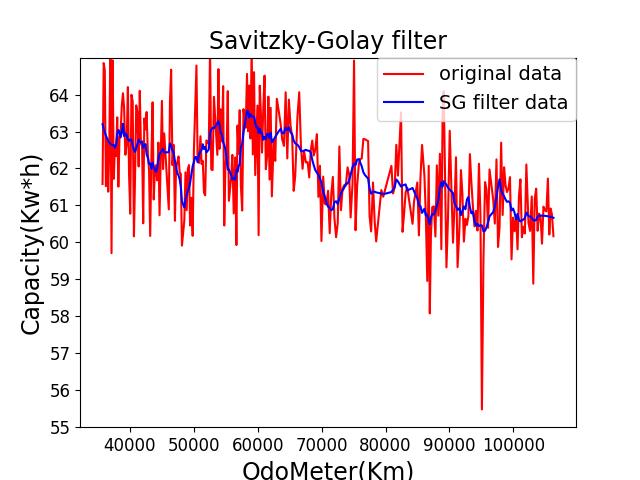 Savitzky-Golay filter
original data
SG filter data
Capacity(Kw*h)
64
63
62
61
60
59
58
57
56
55
40000 50000 60000 70000 80000 90000 100000
OdoMeter(Km)